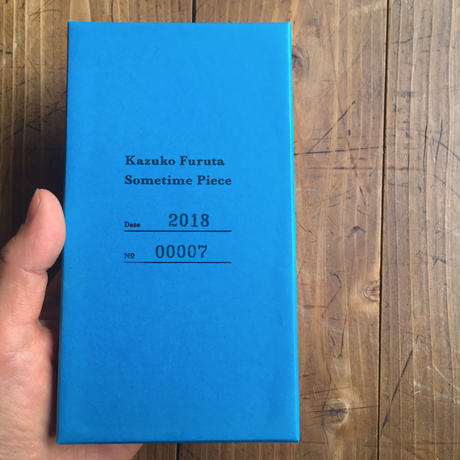 Kazuko Furuta
Sometime Piece
Date 2018
No 00007